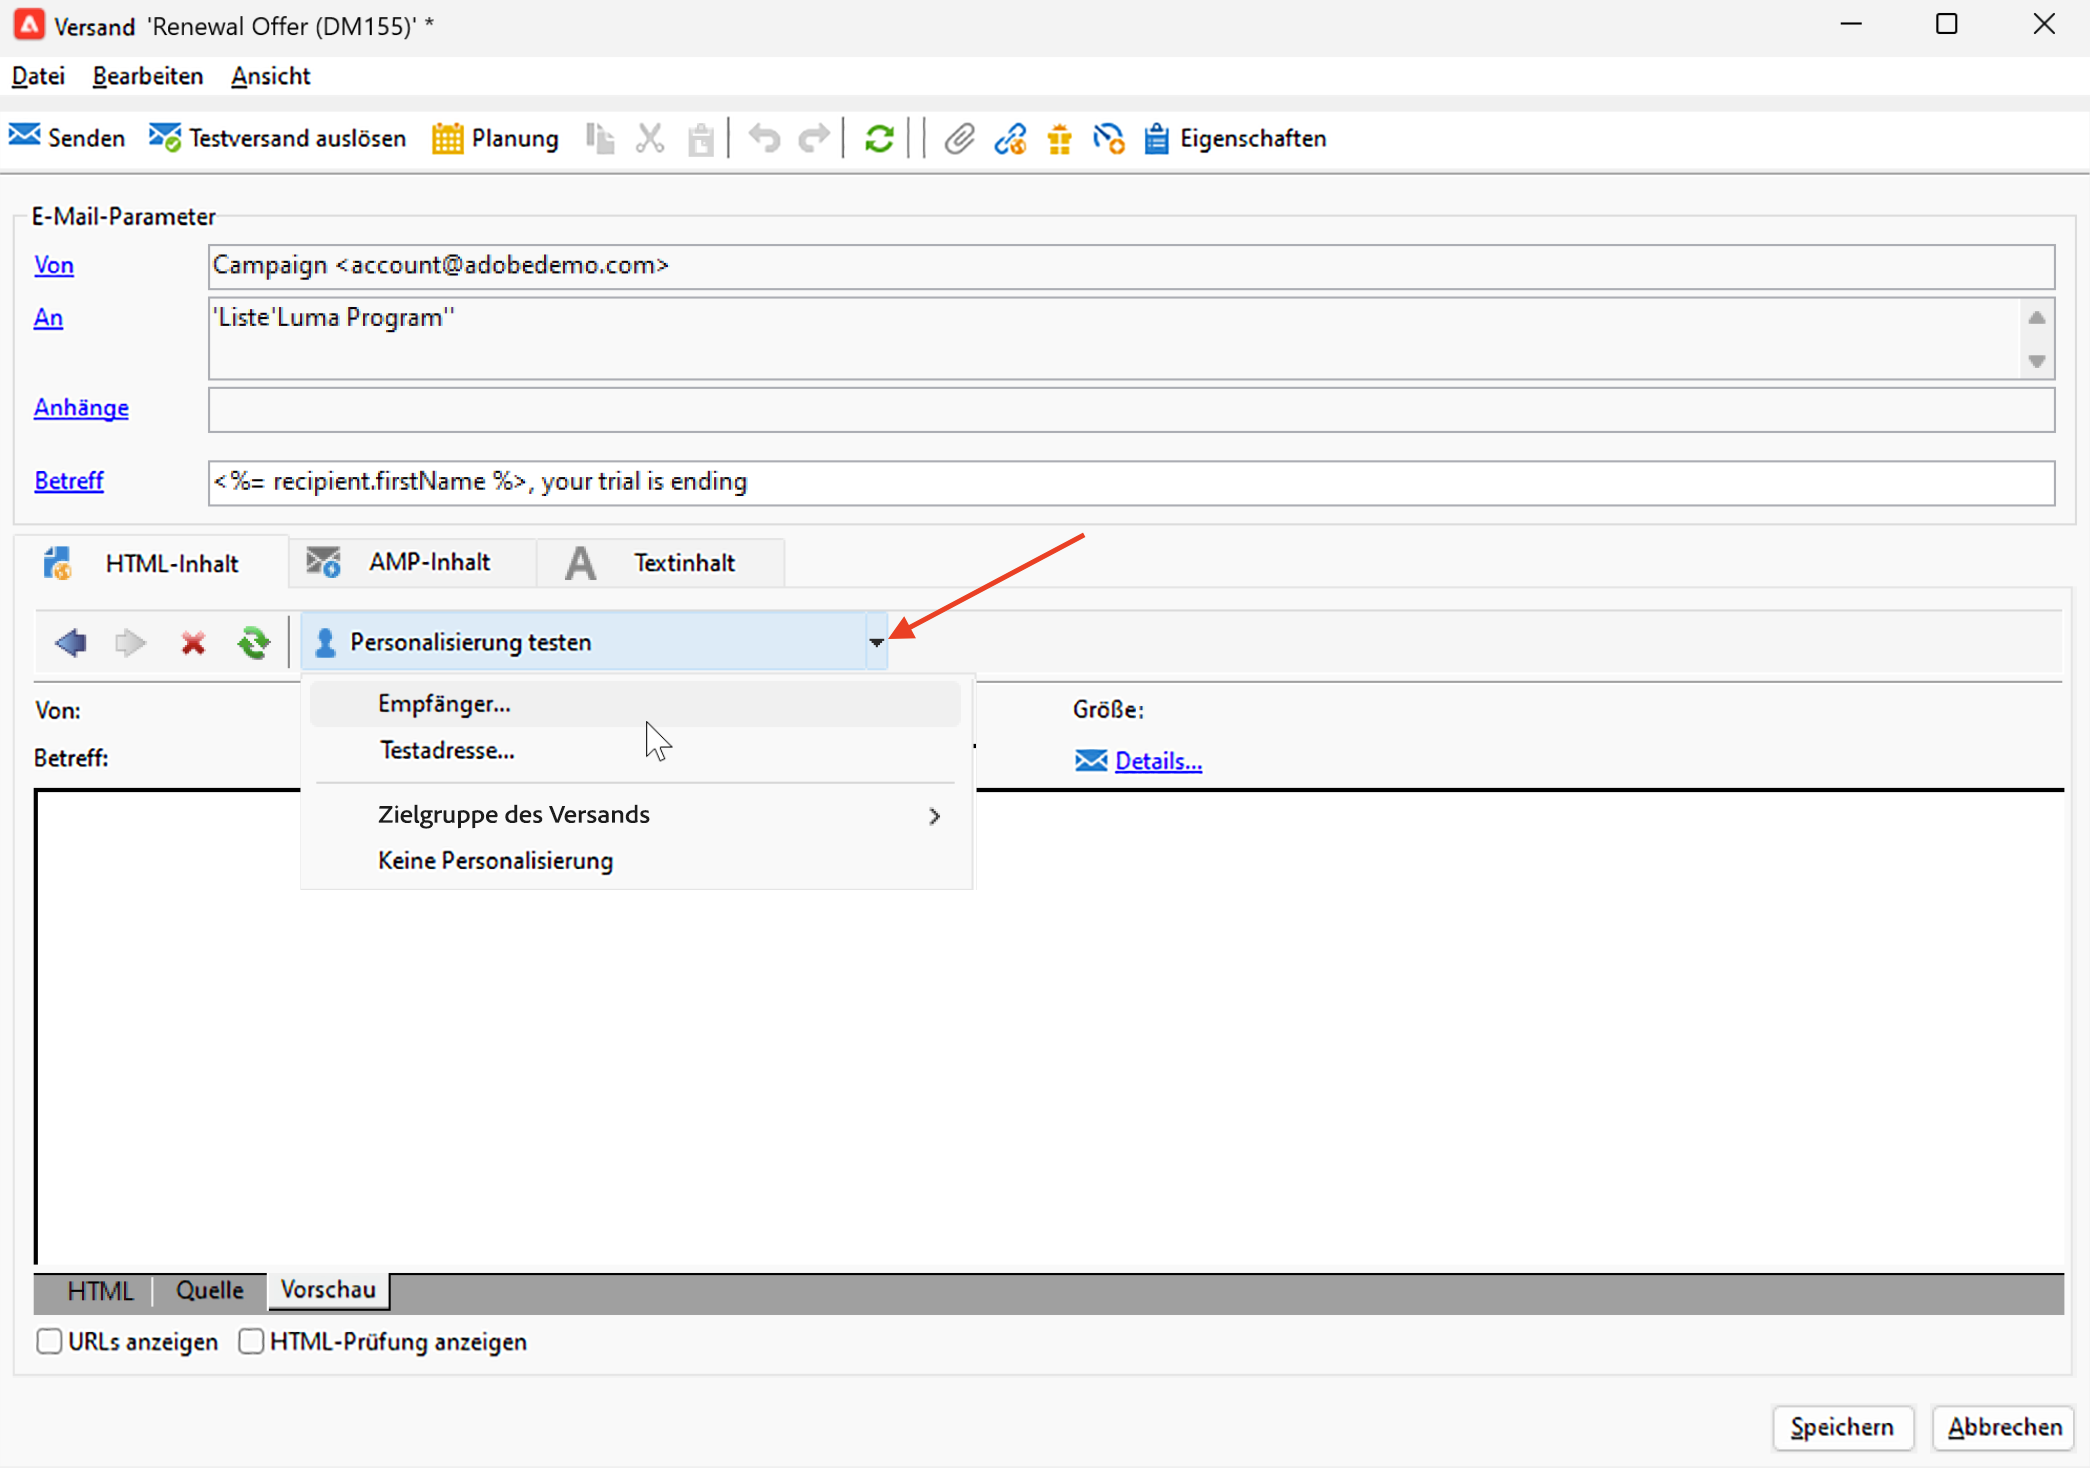 Versand 'Renewal Offer (DM155)' *
Datei Bearbeiten Ansicht
Senden Testversand auslösen Planung Eigenschaften
E-Mail-Parameter
Von Campaign <account@adobedemo.com>
An 'Liste'Luma Program''
Anhänge
Betreff <%= recipient.firstName %>, your trial is ending
HTML-Inhalt AMP-Inhalt Textinhalt
Personalisierung testen
Empfänger...
Testadresse...
Zielgruppe des Versands
Keine Personalisierung
Von: Größe:
Betreff: Details...
HTML Quelle Vorschau
URLs anzeigen HTML-Prüfung anzeigen
Speichern Abbrechen